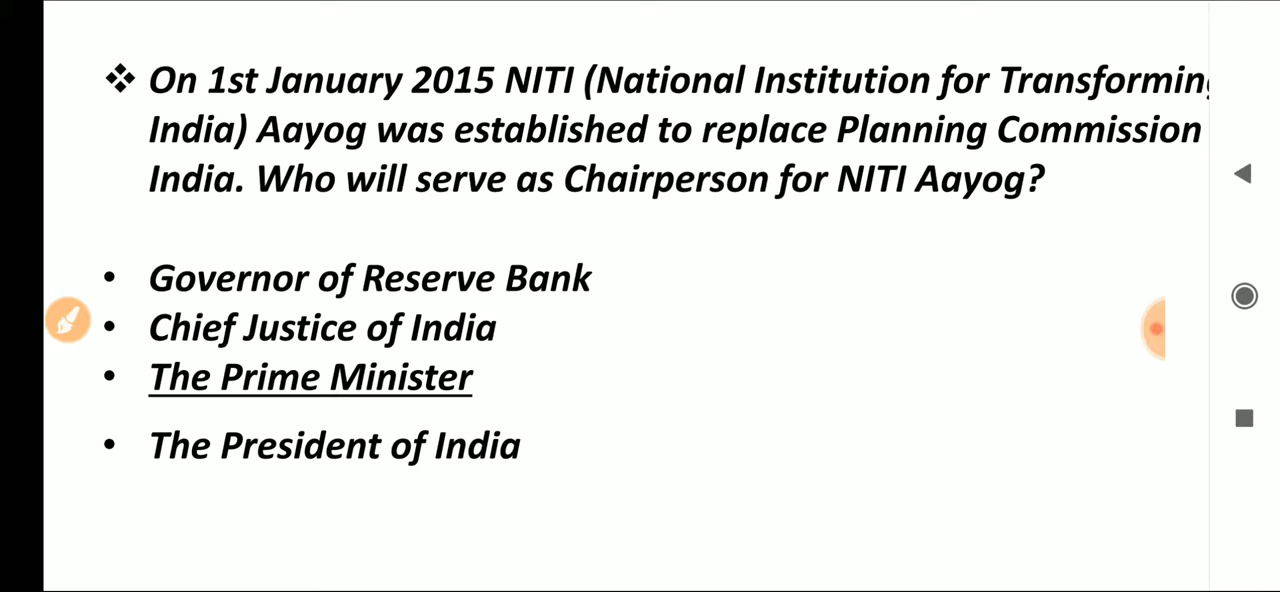 ❖ On 1st January 2015 NITI (National Institution for Transforming
India) Aayog was established to replace Planning Commission
India. Who will serve as Chairperson for NITI Aayog?
• Governor of Reserve Bank
• Chief Justice of India
• The Prime Minister
• The President of India